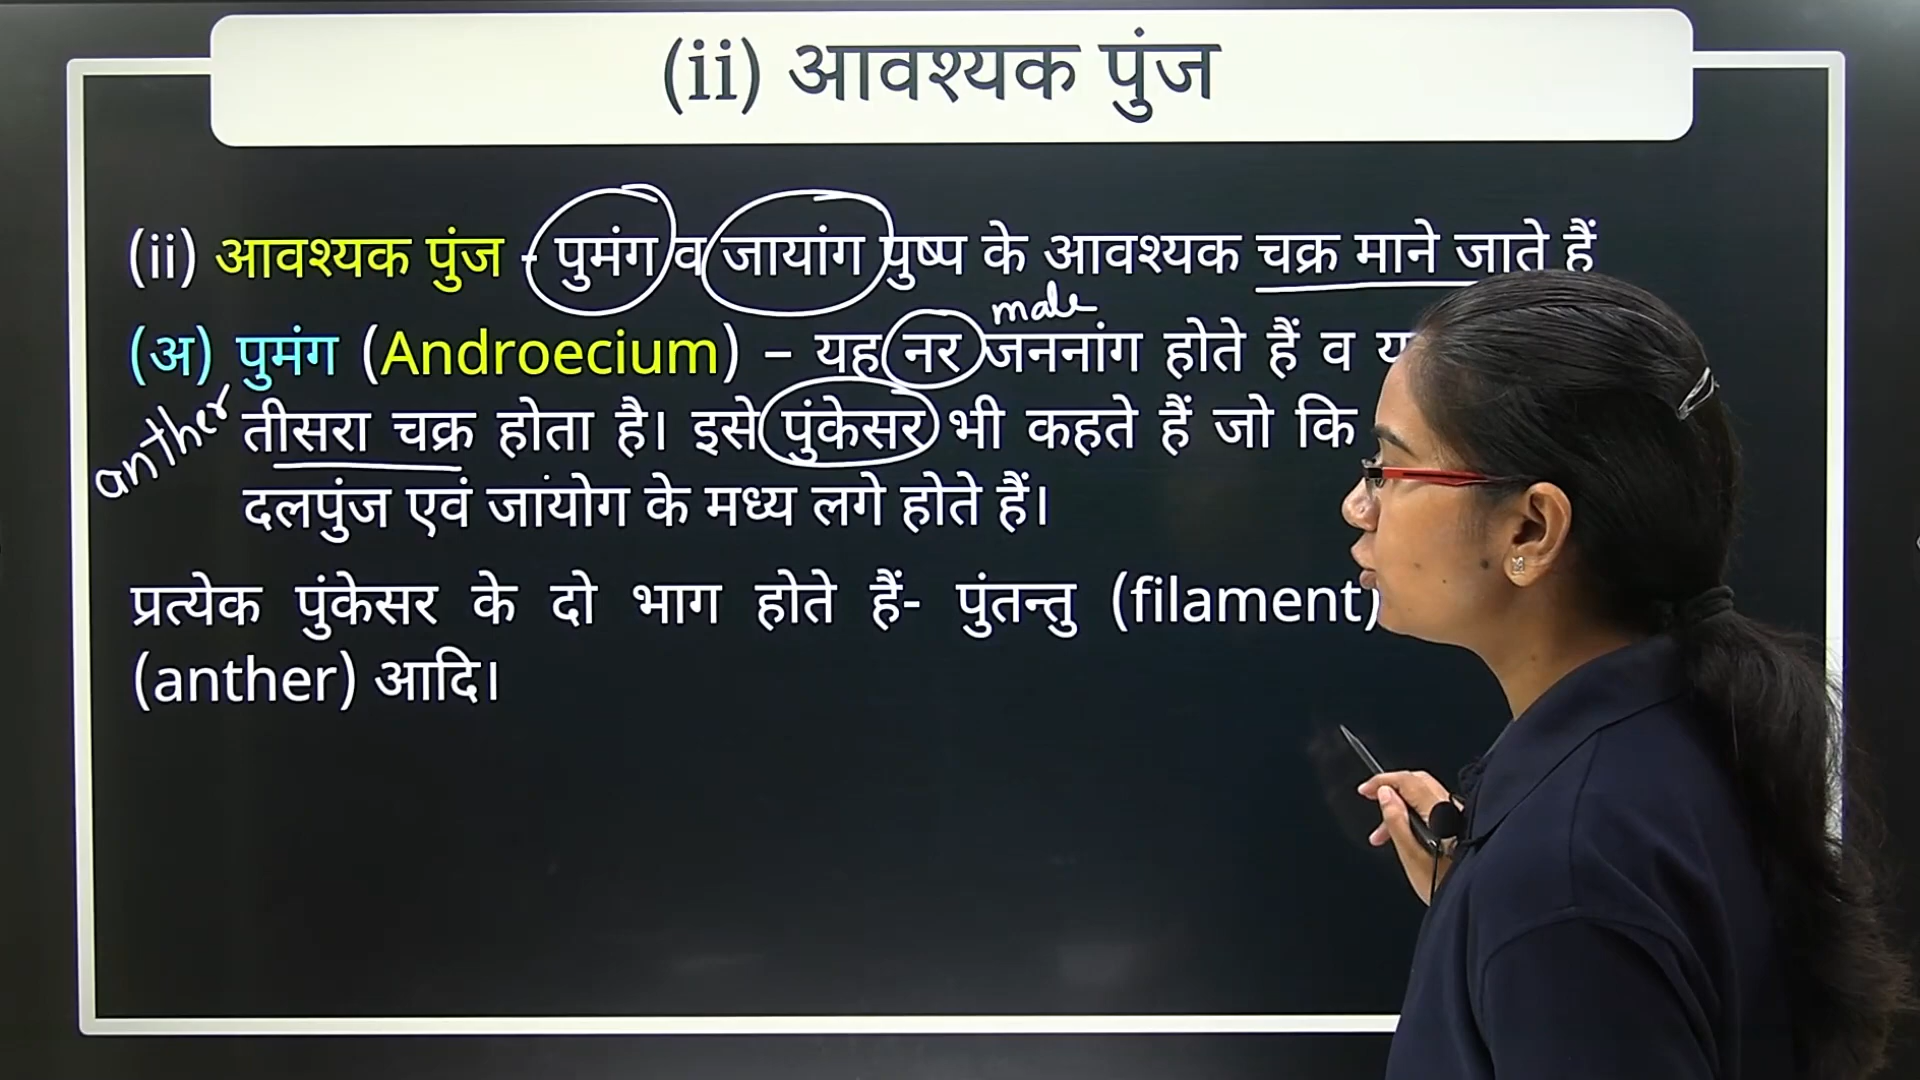 (ii) आवश्यक पुंज
(ii) आवश्यक पुंज - पुमंग व जायांग पुष्प के आवश्यक चक्र माने जाते हैं
male
(अ) पुमंग (Androecium) – यह नर जननांग होते हैं व
anther
तीसरा चक्र होता है। इसे पुंकेसर भी कहते हैं जो कि
दलपुंज एवं जांयोग के मध्य लगे होते हैं।
प्रत्येक पुंकेसर के दो भाग होते हैं- पुंतन्तु (filament)
(anther) आदि।